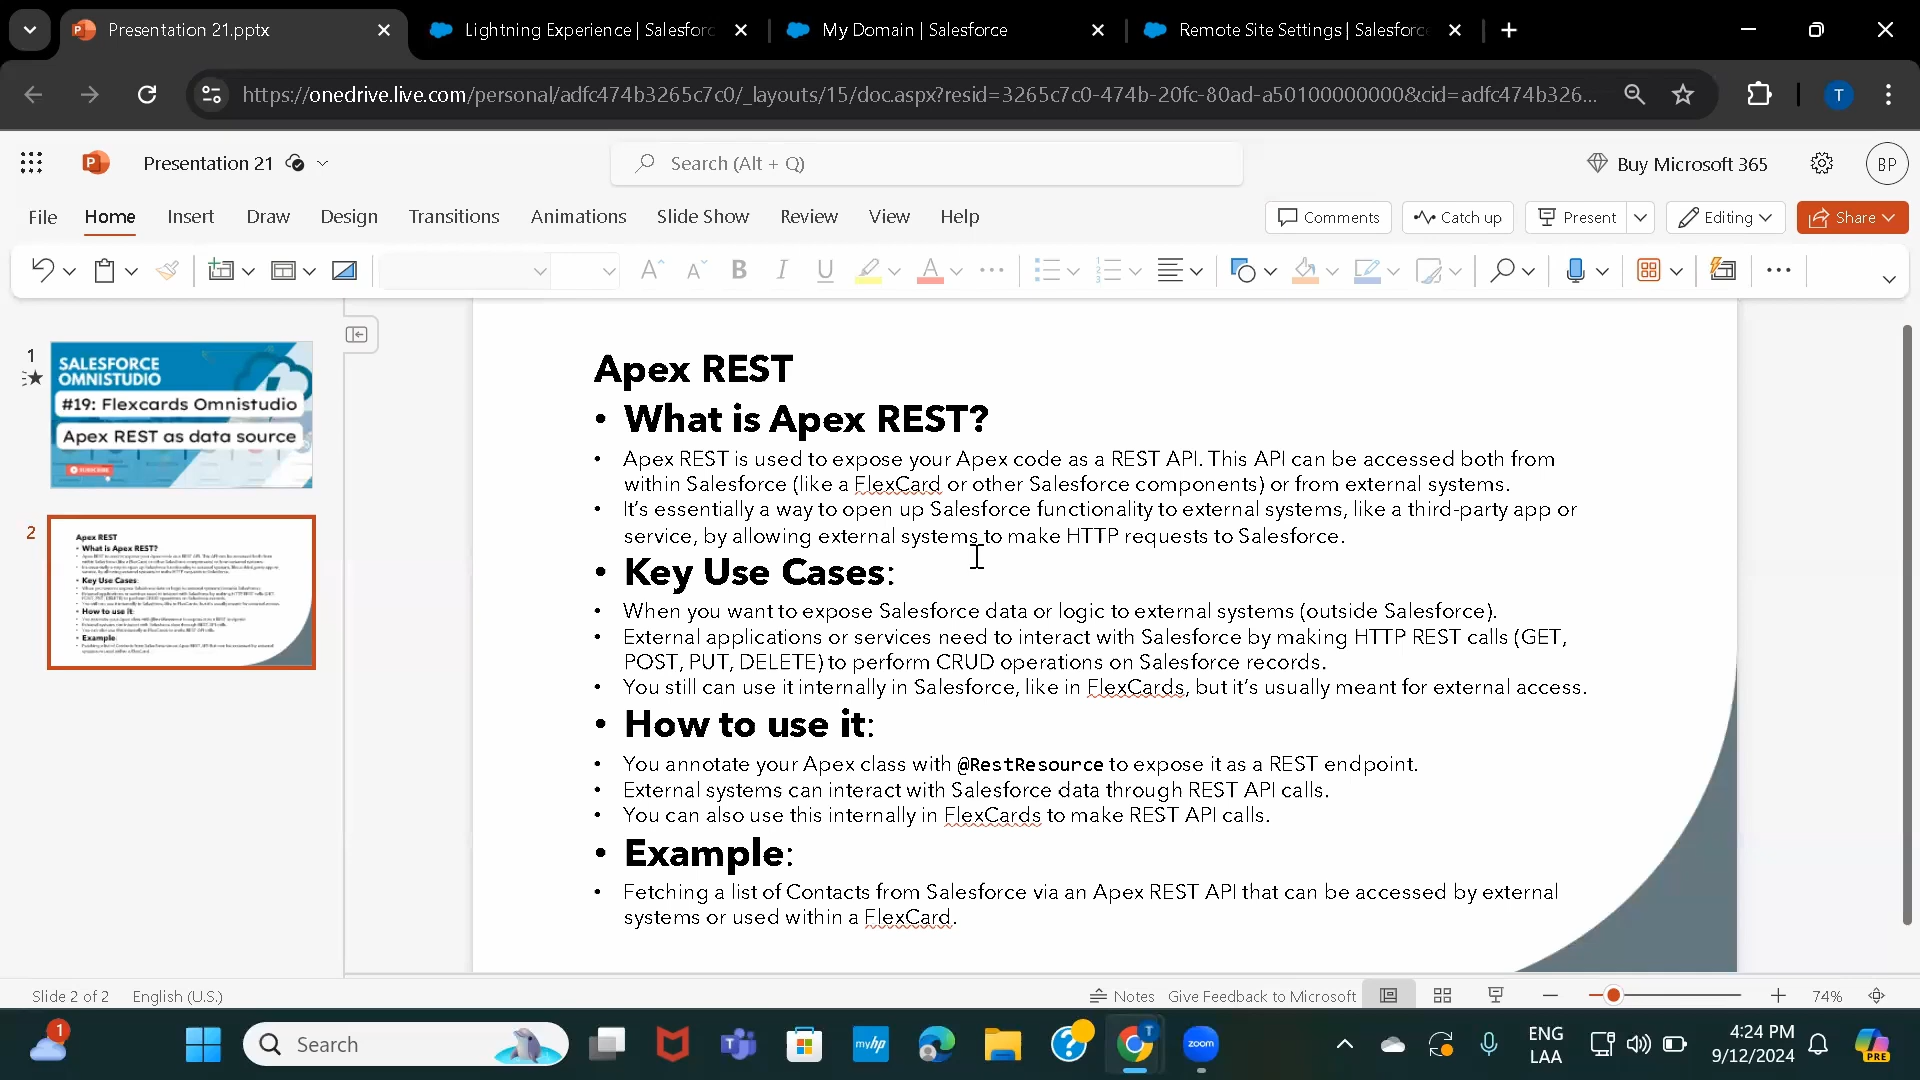 Presentation 21.pptx
Lightning Experience | Salesforc
My Domain | Salesforce
Remote Site Settings | Salesforce
https://onedrive.live.com/personal/adfc474b3265c7c0/_layouts/15/doc.aspx?resid=3265c7c0-474b-20fc-80ad-a50100000000&cid=adfc474b326...
T
Presentation 21
Search (Alt + Q)
Buy Microsoft 365
BP
File Home Insert Draw Design Transitions Animations Slide Show Review View Help
Comments Catch up Present Editing Share
1
SALESFORCE
OMNISTUDIO
#19: Flexcards Omnistudio
Apex REST as data source
SUBSCRIBE
2
Apex REST
• What is Apex REST?
• Key Use Cases:
• How to use it:
• Example:
Apex REST
• What is Apex REST?
• Apex REST is used to expose your Apex code as a REST API. This API can be accessed both from
within Salesforce (like a FlexCard or other Salesforce components) or from external systems.
• It's essentially a way to open up Salesforce functionality to external systems, like a third-party app or
service, by allowing external systems to make HTTP requests to Salesforce.
• Key Use Cases:
• When you want to expose Salesforce data or logic to external systems (outside Salesforce).
• External applications or services need to interact with Salesforce by making HTTP REST calls (GET,
POST, PUT, DELETE) to perform CRUD operations on Salesforce records.
• You still can use it internally in Salesforce, like in FlexCards, but it's usually meant for external access.
• How to use it:
• You annotate your Apex class with @RestResource to expose it as a REST endpoint.
• External systems can interact with Salesforce data through REST API calls.
• You can also use this internally in FlexCards to make REST API calls.
• Example:
• Fetching a list of Contacts from Salesforce via an Apex REST API that can be accessed by external
systems or used within a FlexCard.
Slide 2 of 2 English (U.S.)
Notes Give Feedback to Microsoft
74%
1
Search
myhp
T
zoom
ENG
LAA
4:24 PM
9/12/2024
PRE